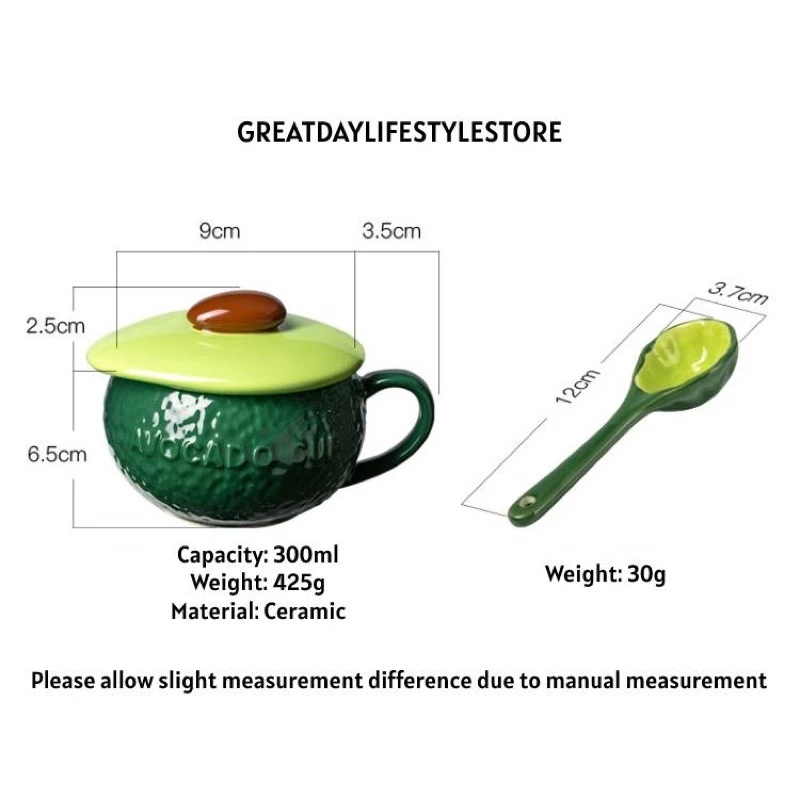 GREATDAYLIFESTYLESTORE
9cm
3.5cm
2.5cm
6.5cm
3.7cm
12cm
AVOCADO
Capacity: 300ml
Weight: 425g
Material: Ceramic
Weight: 30g
Please allow slight measurement difference due to manual measurement